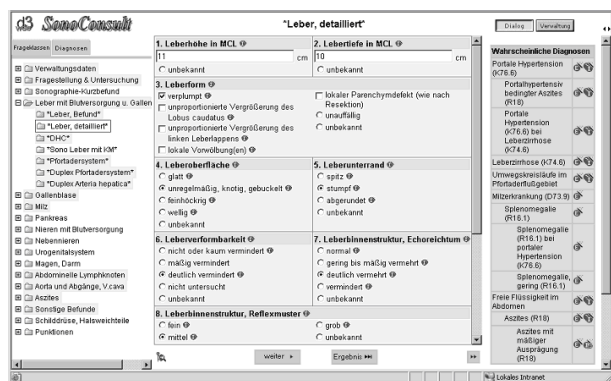 d3 SonoConsult
*Leber, detailliert*
Dialog
Verwaltung
Frageklassen
Diagnosen
Verwaltungsdaten
Fragestellung & Untersuchung
Sonographie-Kurzbefund
Leber mit Blutversorgung u. Gallen
*Leber, Befund*
*Leber, detailliert*
*DHC*
*Sono Leber mit KM*
*Pfortadersystem*
*Duplex Pfortadersystem*
*Duplex Arteria hepatica*
Gallenblase
Milz
Pankreas
Nieren mit Blutversorgung
Nebennieren
Urogenitalsystem
Magen, Darm
Abdominelle Lymphknoten
Aorta und Abgänge, V.cava
Aszites
Sonstige Befunde
Schilddrüse, Halsweichteile
Punktionen
1. Leberhöhe in MCL
11 cm
unbekannt
2. Lebertiefe in MCL
10 cm
unbekannt
3. Leberform
verplumpt
unproportionierte Vergrößerung des
Lobus caudatus
unproportionierte Vergrößerung des
linken Leberlappens
lokale Vorwölbung(en)
lokaler Parenchymdefekt (wie nach
Resektion)
unauffällig
unbekannt
4. Leberoberfläche
glatt
unregelmäßig, knotig, gebuckelt
feinhöckrig
wellig
unbekannt
5. Leberunterrand
spitz
stumpf
abgerundet
unbekannt
6. Leberverformbarkeit
nicht oder kaum vermindert
mäßig vermindert
deutlich vermindert
nicht untersucht
unbekannt
7. Leberbinnenstruktur, Echoreichtum
normal
gering bis mäßig vermehrt
deutlich vermehrt
vermindert
unbekannt
8. Leberbinnenstruktur, Reflexmuster
fein
mittel
grob
unbekannt
weiter
Ergebnis
Wahrscheinliche Diagnosen
Portale Hypertension
(K76.6)
Portalhypertensiv
bedingter Aszites
(R18)
Portale
Hypertension
(K76.6) bei
Leberzirrhose
(K74.6)
Leberzirrhose (K74.6)
Umwegskreisläufe im
Pfortaderflußgebiet
Milzerkrankung (D73.9)
Splenomegalie
(R16.1)
Splenomegalie
(R16.1) bei
portaler
Hypertension
(K76.6)
Splenomegalie,
gering (R16.1)
Freie Flüssigkeit im
Abdomen
Aszites (R18)
Aszites mit
mäßiger
Ausprägung
(R18)
Lokales Intranet